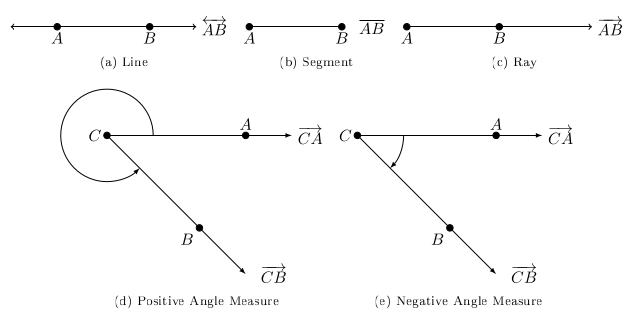 A B $\overleftrightarrow{AB}$ A B $\overline{AB}$ A B $\overrightarrow{AB}$
(a) Line (b) Segment (c) Ray
C A $\overrightarrow{CA}$ C A $\overrightarrow{CA}$
B B
$\overrightarrow{CB}$ $\overrightarrow{CB}$
(d) Positive Angle Measure (e) Negative Angle Measure